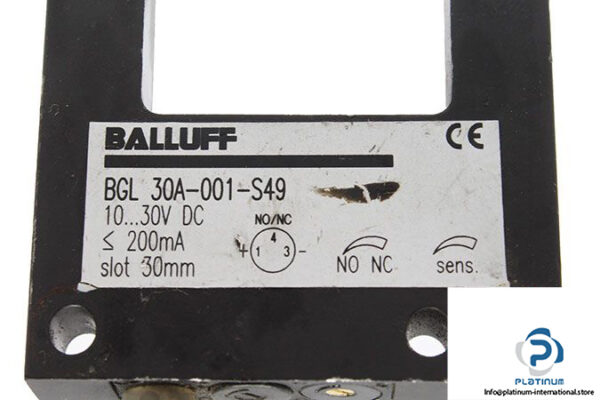 BALLUFF
CE
BGL 30A-001-S49
10...30V DC
≤ 200mA
slot 30mm
NO/NC
+ 1 4 3 -
NO NC
sens.
PLATINUM
Info@platinum-international.store